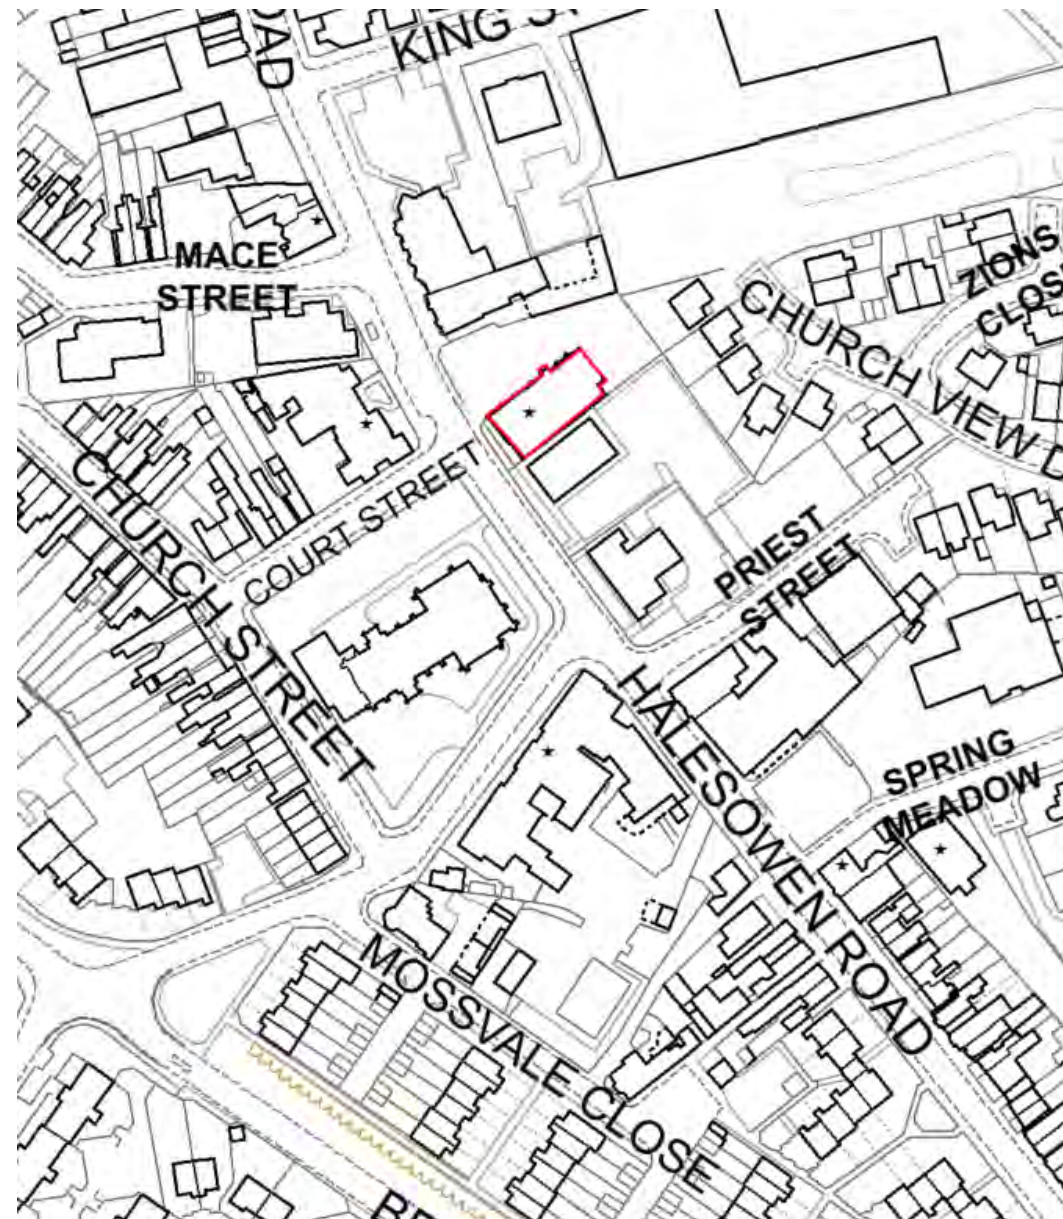 OAD
KING ST
MACE
STREET
ZIONS
CLOS
CHURCH VIEW D
COURT STREET
CHURCH STREET
PRIEST
STREET
HALESOWEN ROAD
SPRING
MEADOW
MOSSVALE CLOSE